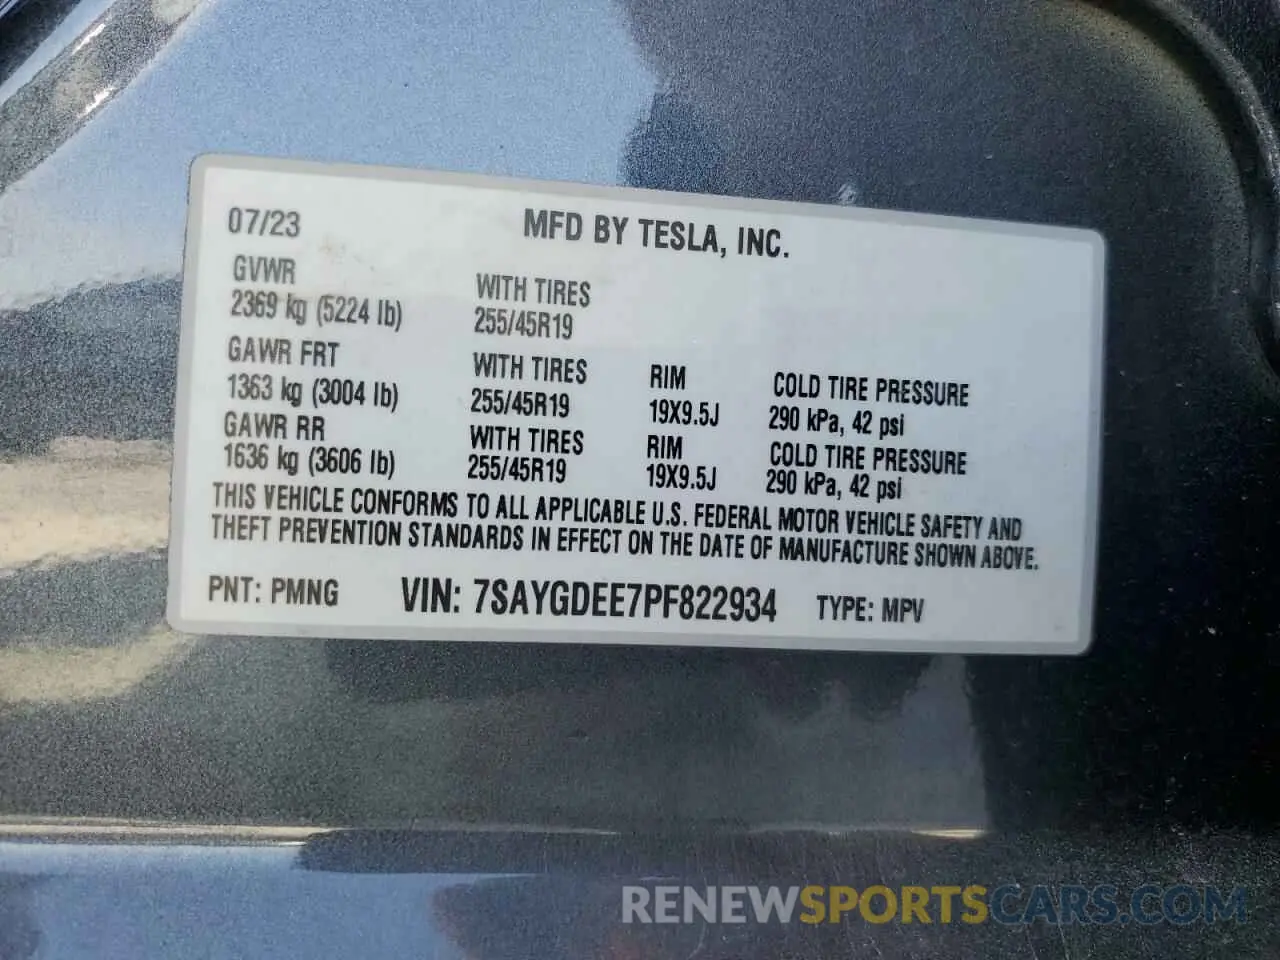 07/23 MFD BY TESLA, INC.
GVWR
2369 kg (5224 lb)
WITH TIRES
255/45R19
GAWR FRT
1363 kg (3004 lb)
WITH TIRES
255/45R19
RIM
19X9.5J
COLD TIRE PRESSURE
290 kPa, 42 psi
GAWR RR
1636 kg (3606 lb)
WITH TIRES
255/45R19
RIM
19X9.5J
COLD TIRE PRESSURE
290 kPa, 42 psi
THIS VEHICLE CONFORMS TO ALL APPLICABLE U.S. FEDERAL MOTOR VEHICLE SAFETY AND
THEFT PREVENTION STANDARDS IN EFFECT ON THE DATE OF MANUFACTURE SHOWN ABOVE.
PNT: PMNG VIN: 7SAYGDEE7PF822934 TYPE: MPV
RENEWSPORTSCARS.COM